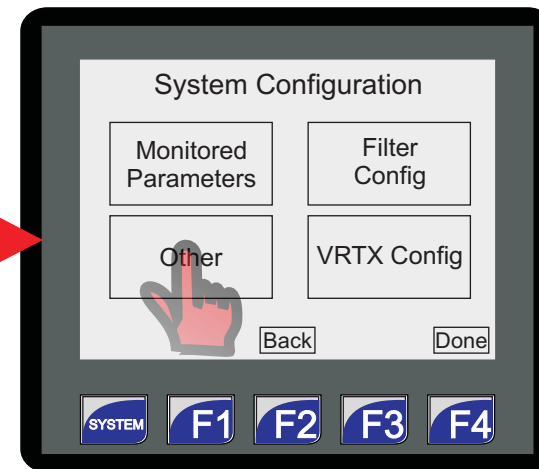 System Configuration
Monitored
Parameters
Filter
Config
Other
VRTX Config
Back
Done
SYSTEM
F1
F2
F3
F4